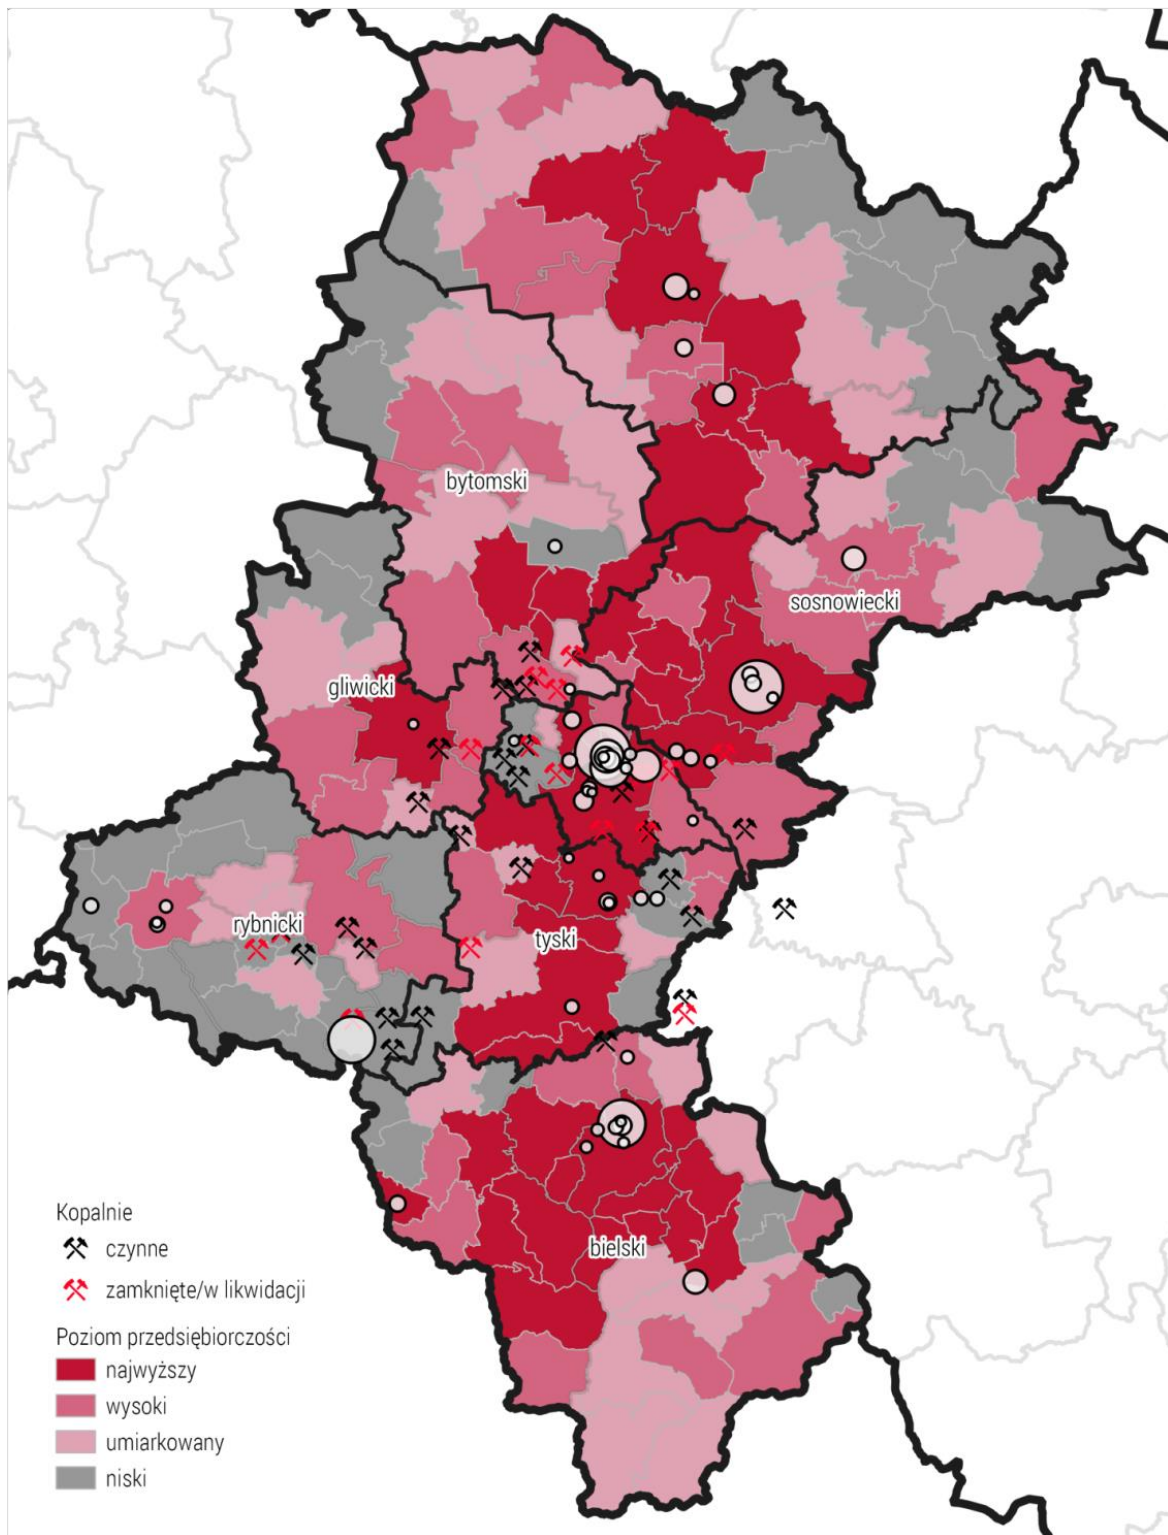 bytomski
sosnowiecki
gliwicki
rybnicki
tyski
bielski
Kopalnie
czynne
zamknięte/w likwidacji
Poziom przedsiębiorczości
najwyższy
wysoki
umiarkowany
niski